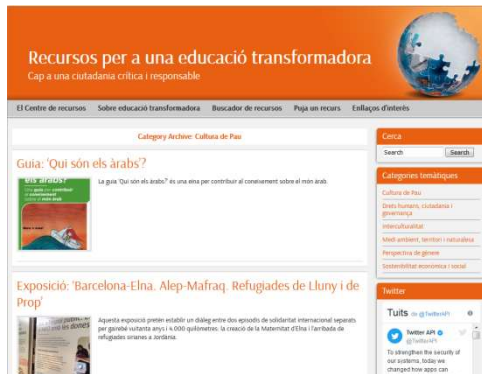 Recursos per a una educació transformadora
Cap a una ciutadania crítica i responsable
El Centre de recursos Sobre educació transformadora Buscador de recursos Puja un recurs Enllaços d'interès
Category Archive: Cultura de Pau
Guia: 'Qui són els àrabs'?
els àrabs?
La guia 'Qui són els àrabs?' és una eina per contribuir al coneixement sobre el món àrab.
Exposició: 'Barcelona-Elna. Alep-Mafraq. Refugiades de Lluny i de Prop'
Aquesta exposició pretén establir un diàleg entre dos episodis de solidaritat internacional separats
per gairebé vuitanta anys i 4.000 quilòmetres: la creació de la Maternitat d'Elna i l'arribada de
refugiades sirianes a Jordània.
Cerca
Search Search
Categories temàtiques
Cultura de Pau
Drets humans, ciutadania i
governança
Interculturalitat
Medi ambient, territori i naturalesa
Perspectiva de gènere
Sostenibilitat econòmica i social
Twitter
Tuits de @TwitterAPI
Twitter API
@TwitterAPI
To strengthen the security of
our systems, today we
changed how apps can